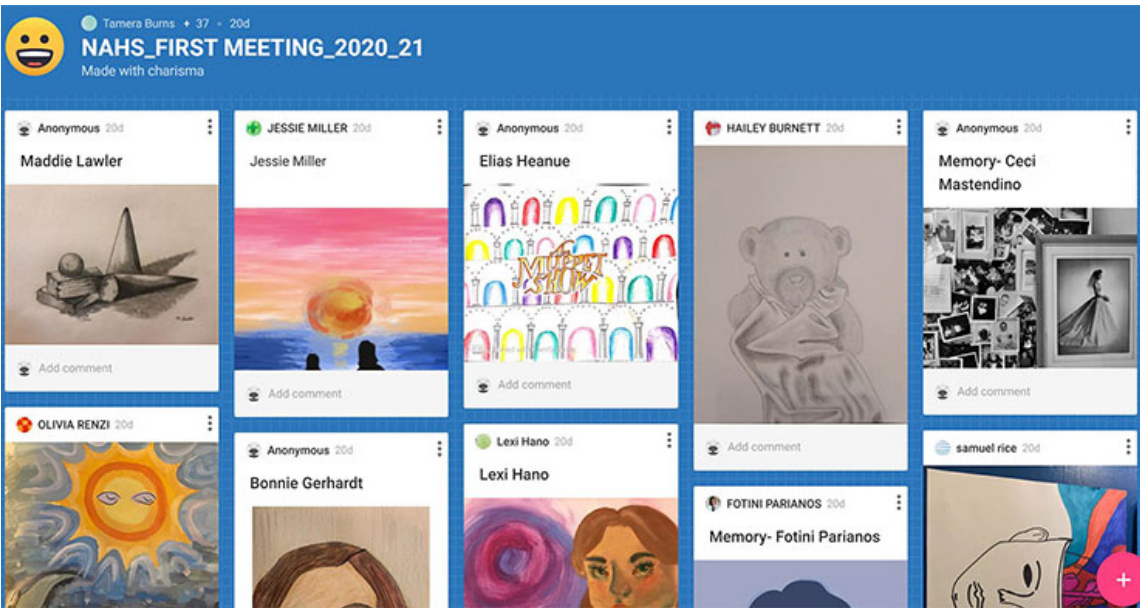 Tamera Burns + 37 • 20d
NAHS_FIRST MEETING_2020_21
Made with charisma
Anonymous 20d
Maddie Lawler
Add comment
OLIVIA RENZI 20d
JESSIE MILLER 20d
Jessie Miller
Add comment
Anonymous 20d
Bonnie Gerhardt
Anonymous 20d
Elias Heanue
THE
MUPPET
SHOW
Add comment
Lexi Hano 20d
Lexi Hano
HAILEY BURNETT 20d
Add comment
FOTINI PARIANOS 20d
Memory- Fotini Parianos
Anonymous 20d
Memory- Ceci
Mastendino
Add comment
samuel rice 20d
+